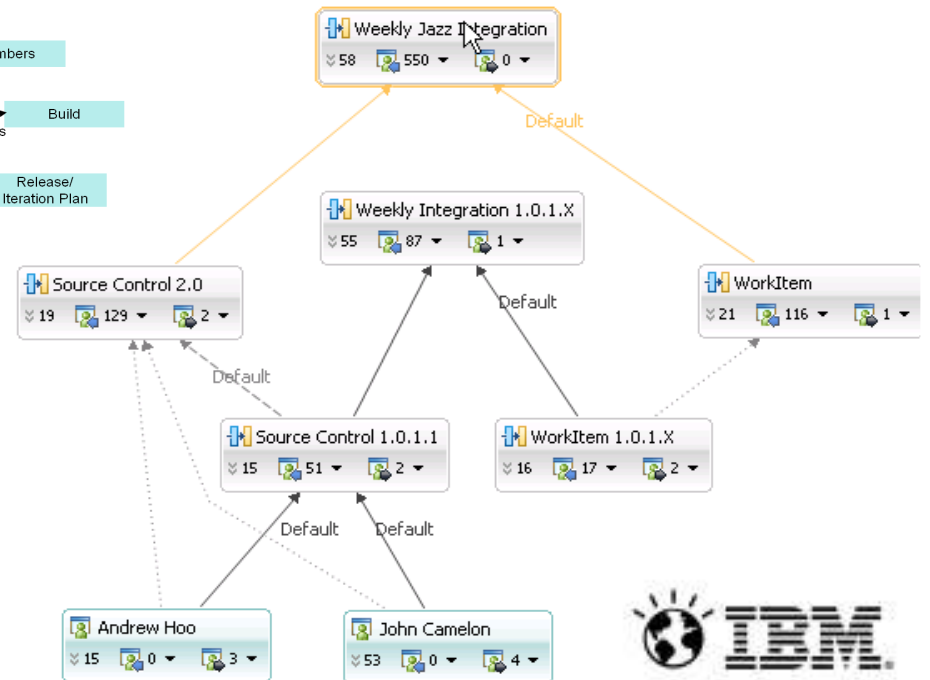 Weekly Jazz Integration
58 550 0
mbers
Build
s
Default
Release/
Iteration Plan
Weekly Integration 1.0.1.X
55 87 1
Source Control 2.0
19 129 2
WorkItem
21 116 1
Default
Default
Source Control 1.0.1.1
15 51 2
WorkItem 1.0.1.X
16 17 2
Default
Default
Andrew Hoo
15 0 3
John Camelon
53 0 4
IBM